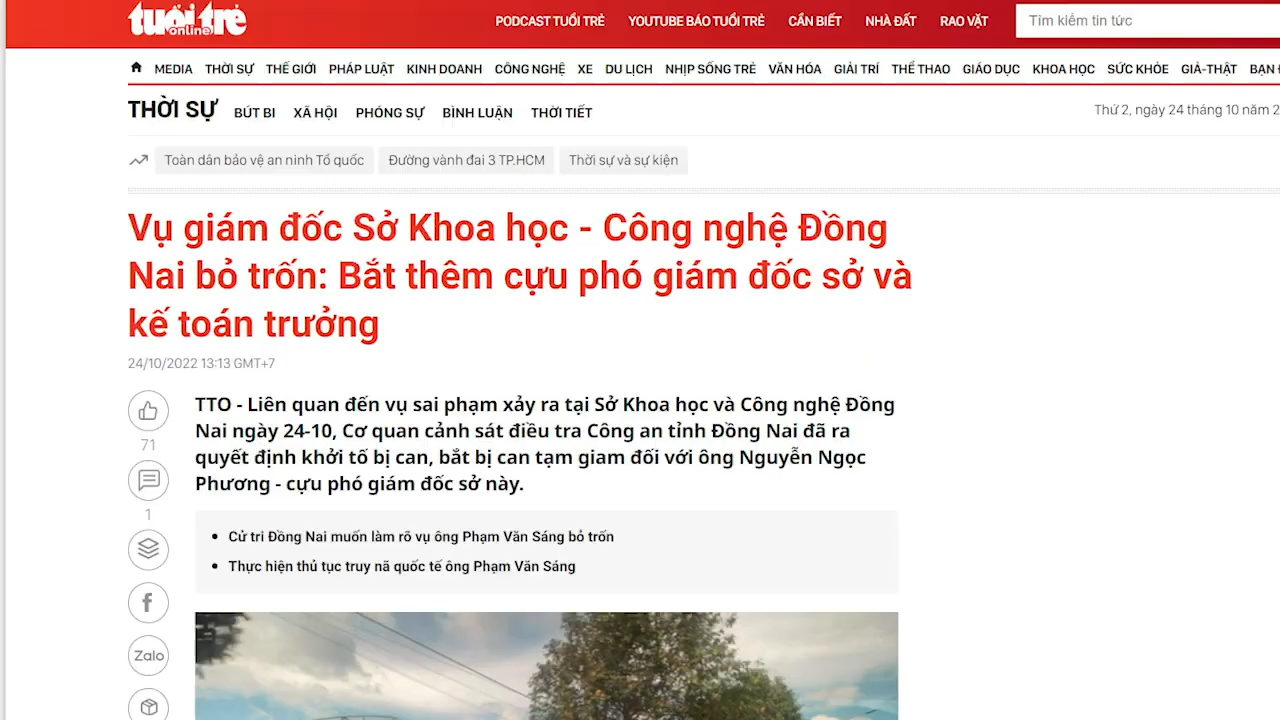 tuổi trẻ
online
PODCAST TUỔI TRẺ YOUTUBE BÁO TUỔI TRẺ CẦN BIẾT NHÀ ĐẤT RAO VẶT
Tìm kiếm tin tức
MEDIA THỜI SỰ THẾ GIỚI PHÁP LUẬT KINH DOANH CÔNG NGHỆ XE DU LỊCH NHỊP SỐNG TRẺ VĂN HÓA GIẢI TRÍ THỂ THAO GIÁO DỤC KHOA HỌC SỨC KHỎE GIẢ-THẬT BẠN
THỜI SỰ BÚT BI XÃ HỘI PHÓNG SỰ BÌNH LUẬN THỜI TIẾT
Thứ 2, ngày 24 tháng 10 năm 2
Toàn dân bảo vệ an ninh Tổ quốc Đường vành đai 3 TP.HCM Thời sự và sự kiện
Vụ giám đốc Sở Khoa học - Công nghệ Đồng
Nai bỏ trốn: Bắt thêm cựu phó giám đốc sở và
kế toán trưởng
24/10/2022 13:13 GMT+7
TTO - Liên quan đến vụ sai phạm xảy ra tại Sở Khoa học và Công nghệ Đồng
Nai ngày 24-10, Cơ quan cảnh sát điều tra Công an tỉnh Đồng Nai đã ra
quyết định khởi tố bị can, bắt bị can tạm giam đối với ông Nguyễn Ngọc
Phương - cựu phó giám đốc sở này.
71
1
Cử tri Đồng Nai muốn làm rõ vụ ông Phạm Văn Sáng bỏ trốn
Thực hiện thủ tục truy nã quốc tế ông Phạm Văn Sáng
f
Zalo